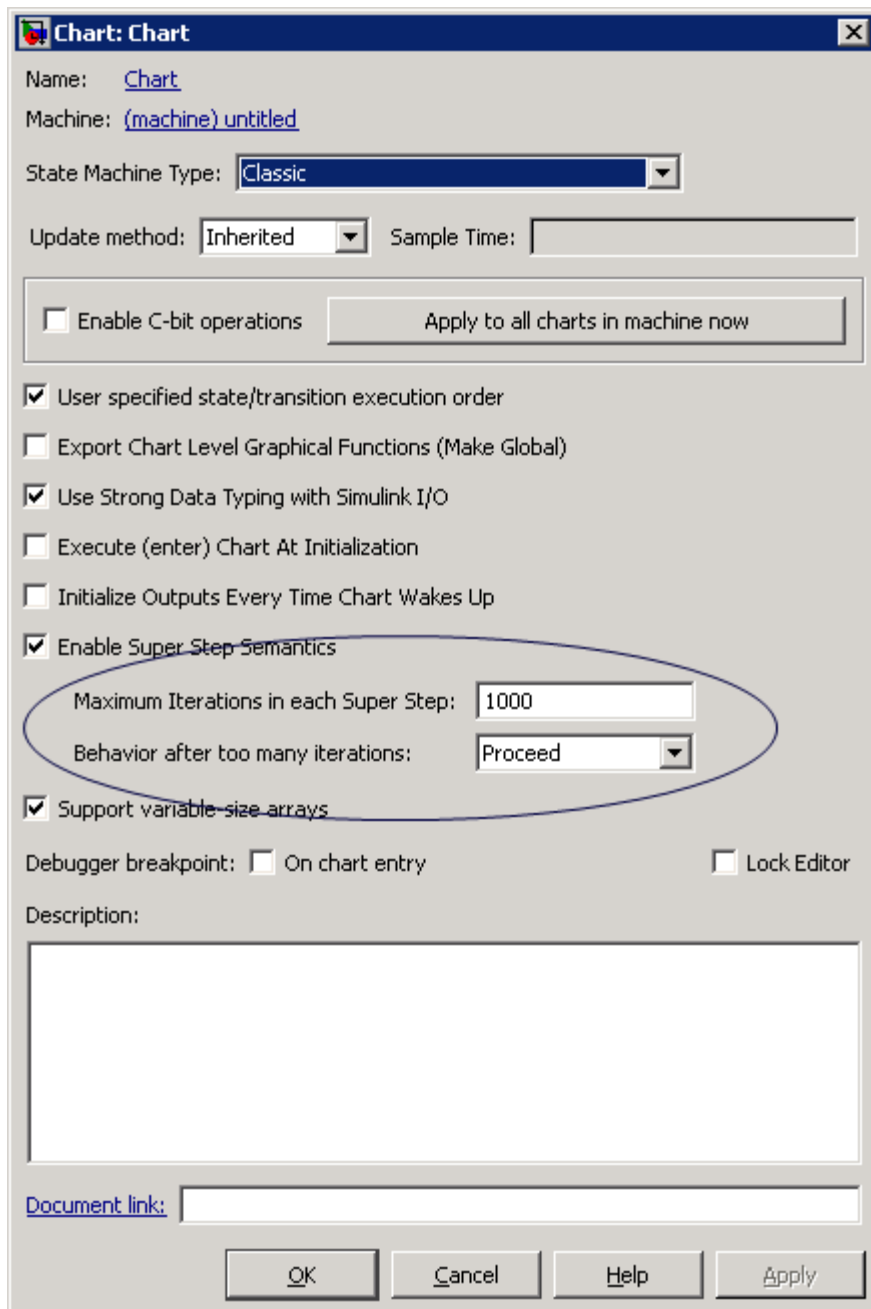 Chart: Chart
Name: Chart
Machine: (machine) untitled
State Machine Type: Classic
Update method: Inherited Sample Time:
Enable C-bit operations Apply to all charts in machine now
User specified state/transition execution order
Export Chart Level Graphical Functions (Make Global)
Use Strong Data Typing with Simulink I/O
Execute (enter) Chart At Initialization
Initialize Outputs Every Time Chart Wakes Up
Enable Super Step Semantics
Maximum Iterations in each Super Step: 1000
Behavior after too many iterations: Proceed
Support variable-size arrays
Debugger breakpoint: On chart entry Lock Editor
Description:
Document link:
OK Cancel Help Apply